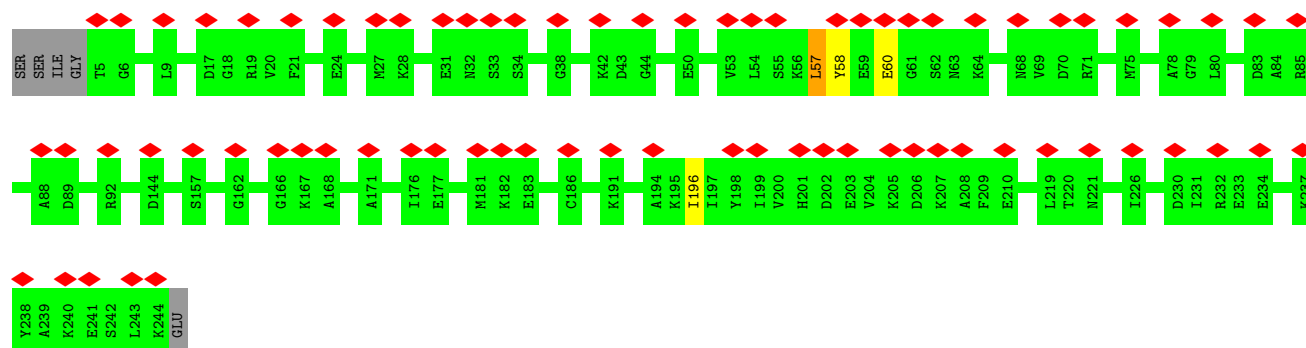 SER SER ILE GLY T5 G6 L9 D17 G18 R19 V20 F21 E24 M27 K28 E31 N32 S33 S34 G38 K42 D43 G44 E50 V53 L54 S55 K56 L57 Y58 E59 E60 G61 S62 N63 K64 N68 V69 D70 R71 M75 A78 G79 L80 D83 A84 R85
A88 D89 R92 D144 S157 G162 G166 K167 A168 A171 I176 E177 M181 K182 E183 C186 K191 A194 K195 I196 I197 Y198 I199 V200 H201 D202 E203 V204 K205 D206 K207 A208 F209 E210 L219 T220 N221 I226 D230 I231 R232 E233 E234 K237
Y238 A239 K240 E241 S242 L243 K244 GLU